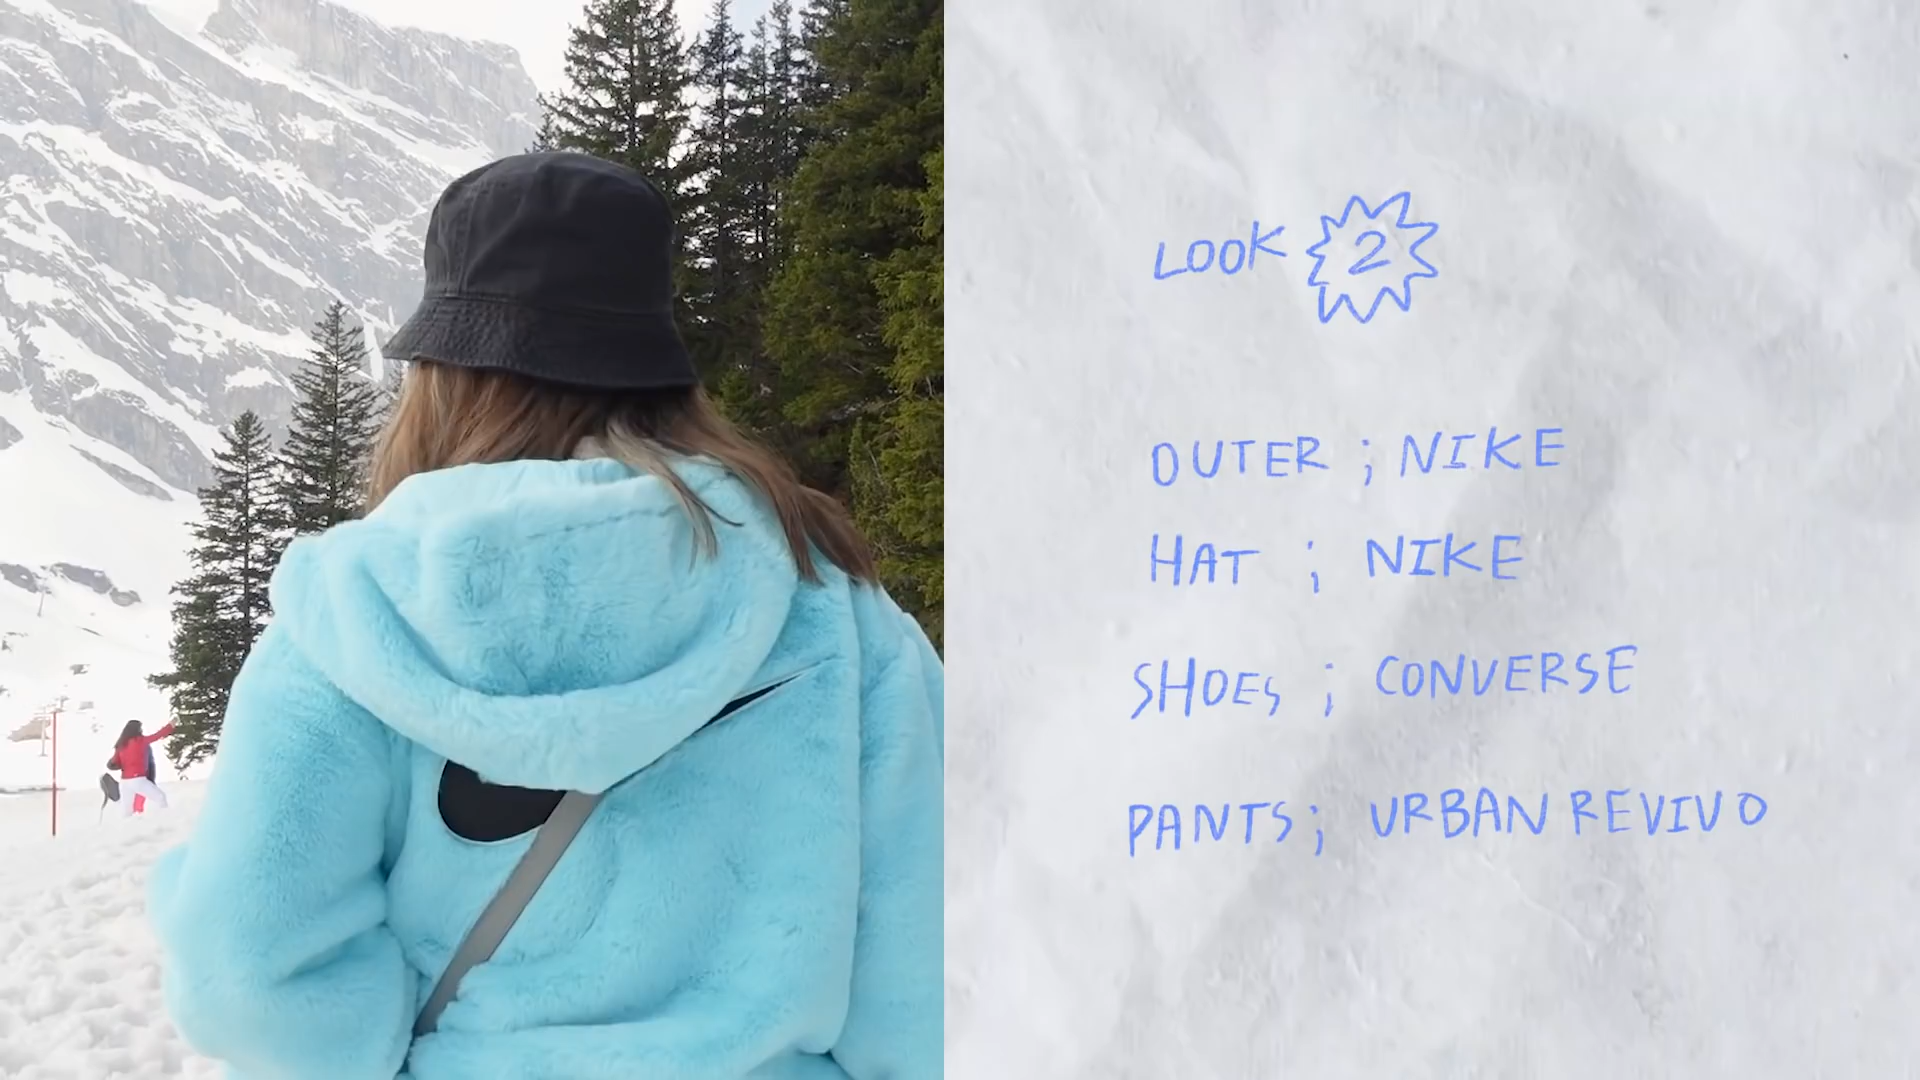 LOOK 2
OUTER ; NIKE
HAT ; NIKE
SHOES ; CONVERSE
PANTS ; URBAN REVIVO